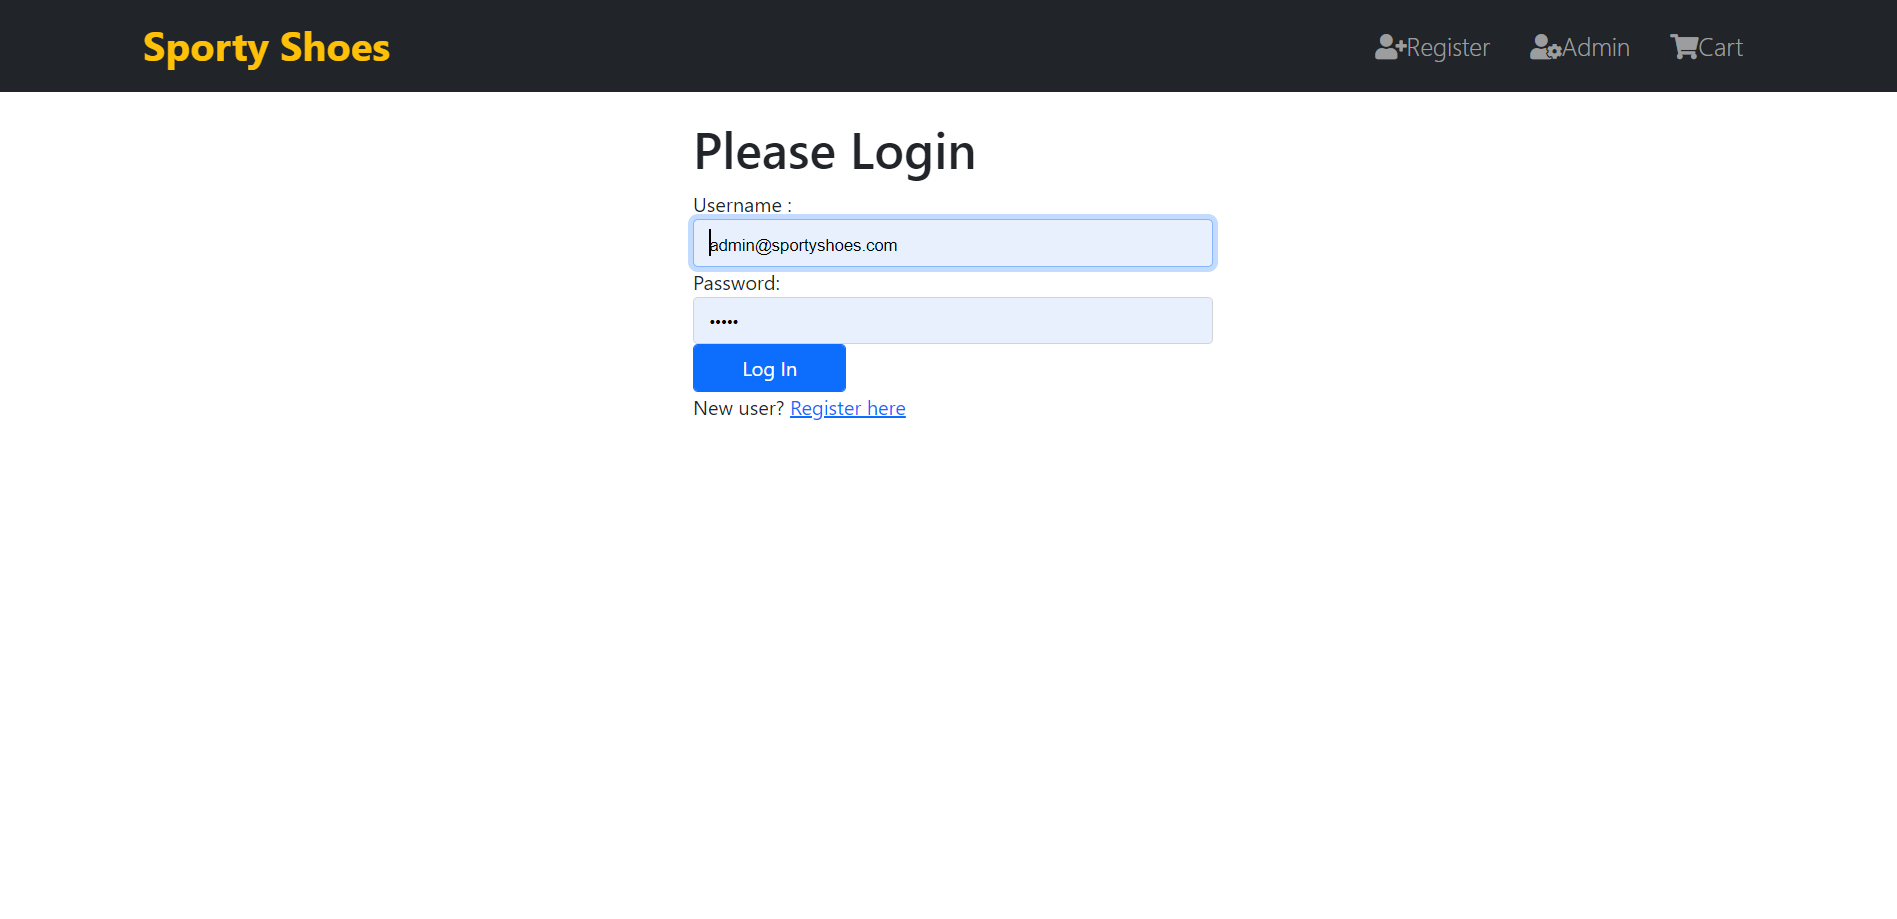 Sporty Shoes
Register Admin Cart
Please Login
Username :
admin@sportyshoes.com
Password:
•••••
Log In
New user? Register here